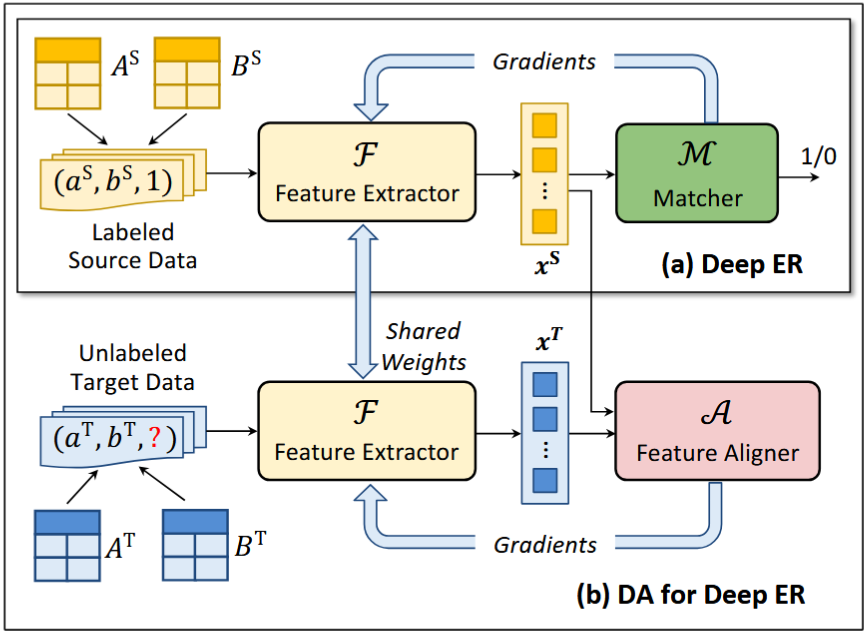 A^S
B^S
Gradients
(a^S, b^S, 1)
ℱ
Feature Extractor
⋮
ℳ
Matcher
1/0
Labeled
Source Data
x^S
(a) Deep ER
Shared
Weights
Unlabeled
Target Data
x^T
(a^T, b^T, ?)
ℱ
Feature Extractor
⋮
𝒜
Feature Aligner
A^T
B^T
Gradients
(b) DA for Deep ER